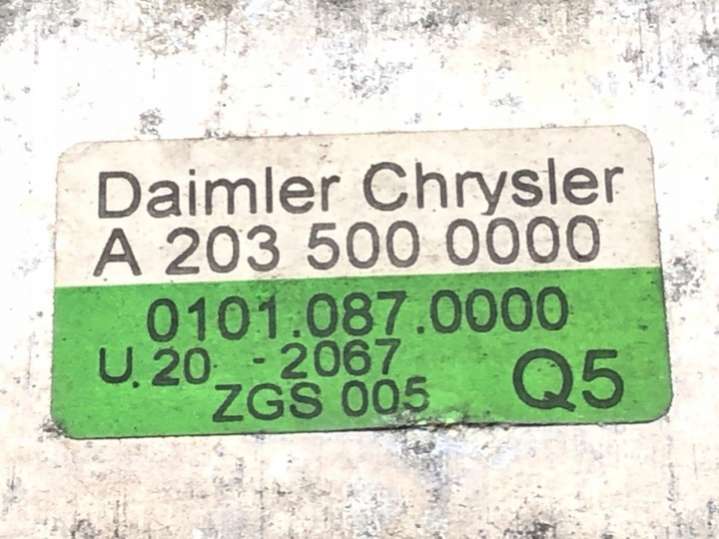 Daimler Chrysler
A 203 500 0000
0101.087.0000
U.20 - 2067
ZGS 005 Q5